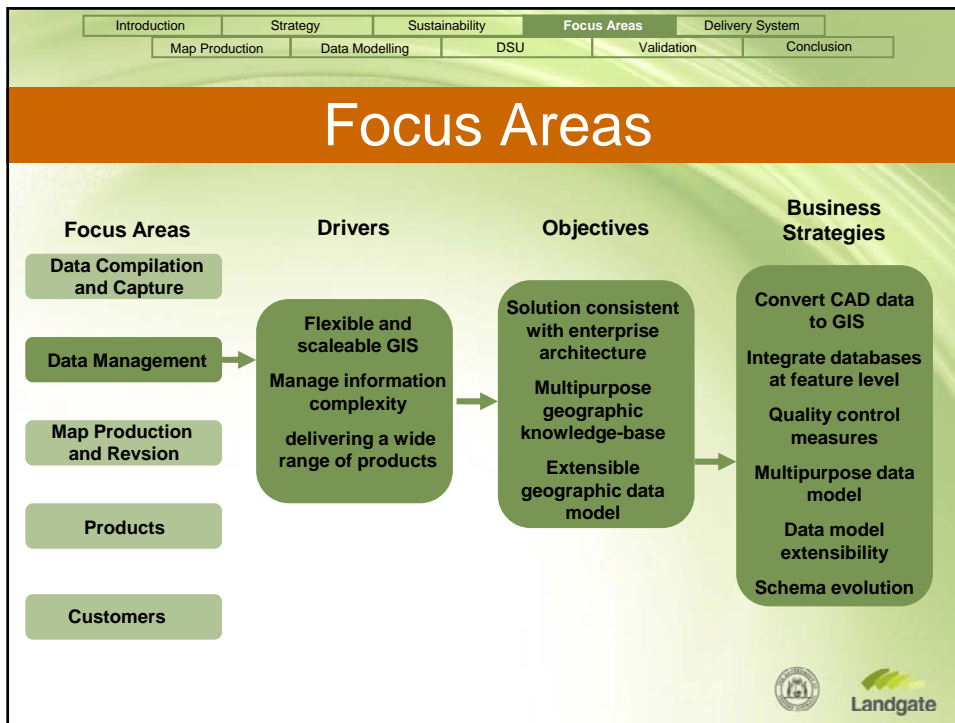 Introduction
Strategy
Sustainability
Focus Areas
Delivery System
Map Production
Data Modelling
DSU
Validation
Conclusion
Focus Areas
Focus Areas
Data Compilation
and Capture
Data Management
Map Production
and Revsion
Products
Customers
Drivers
Flexible and
scaleable GIS
Manage information
complexity
delivering a wide
range of products
Objectives
Solution consistent
with enterprise
architecture
Multipurpose
geographic
knowledge-base
Extensible
geographic data
model
Business
Strategies
Convert CAD data
to GIS
Integrate databases
at feature level
Quality control
measures
Multipurpose data
model
Data model
extensibility
Schema evolution
Landgate